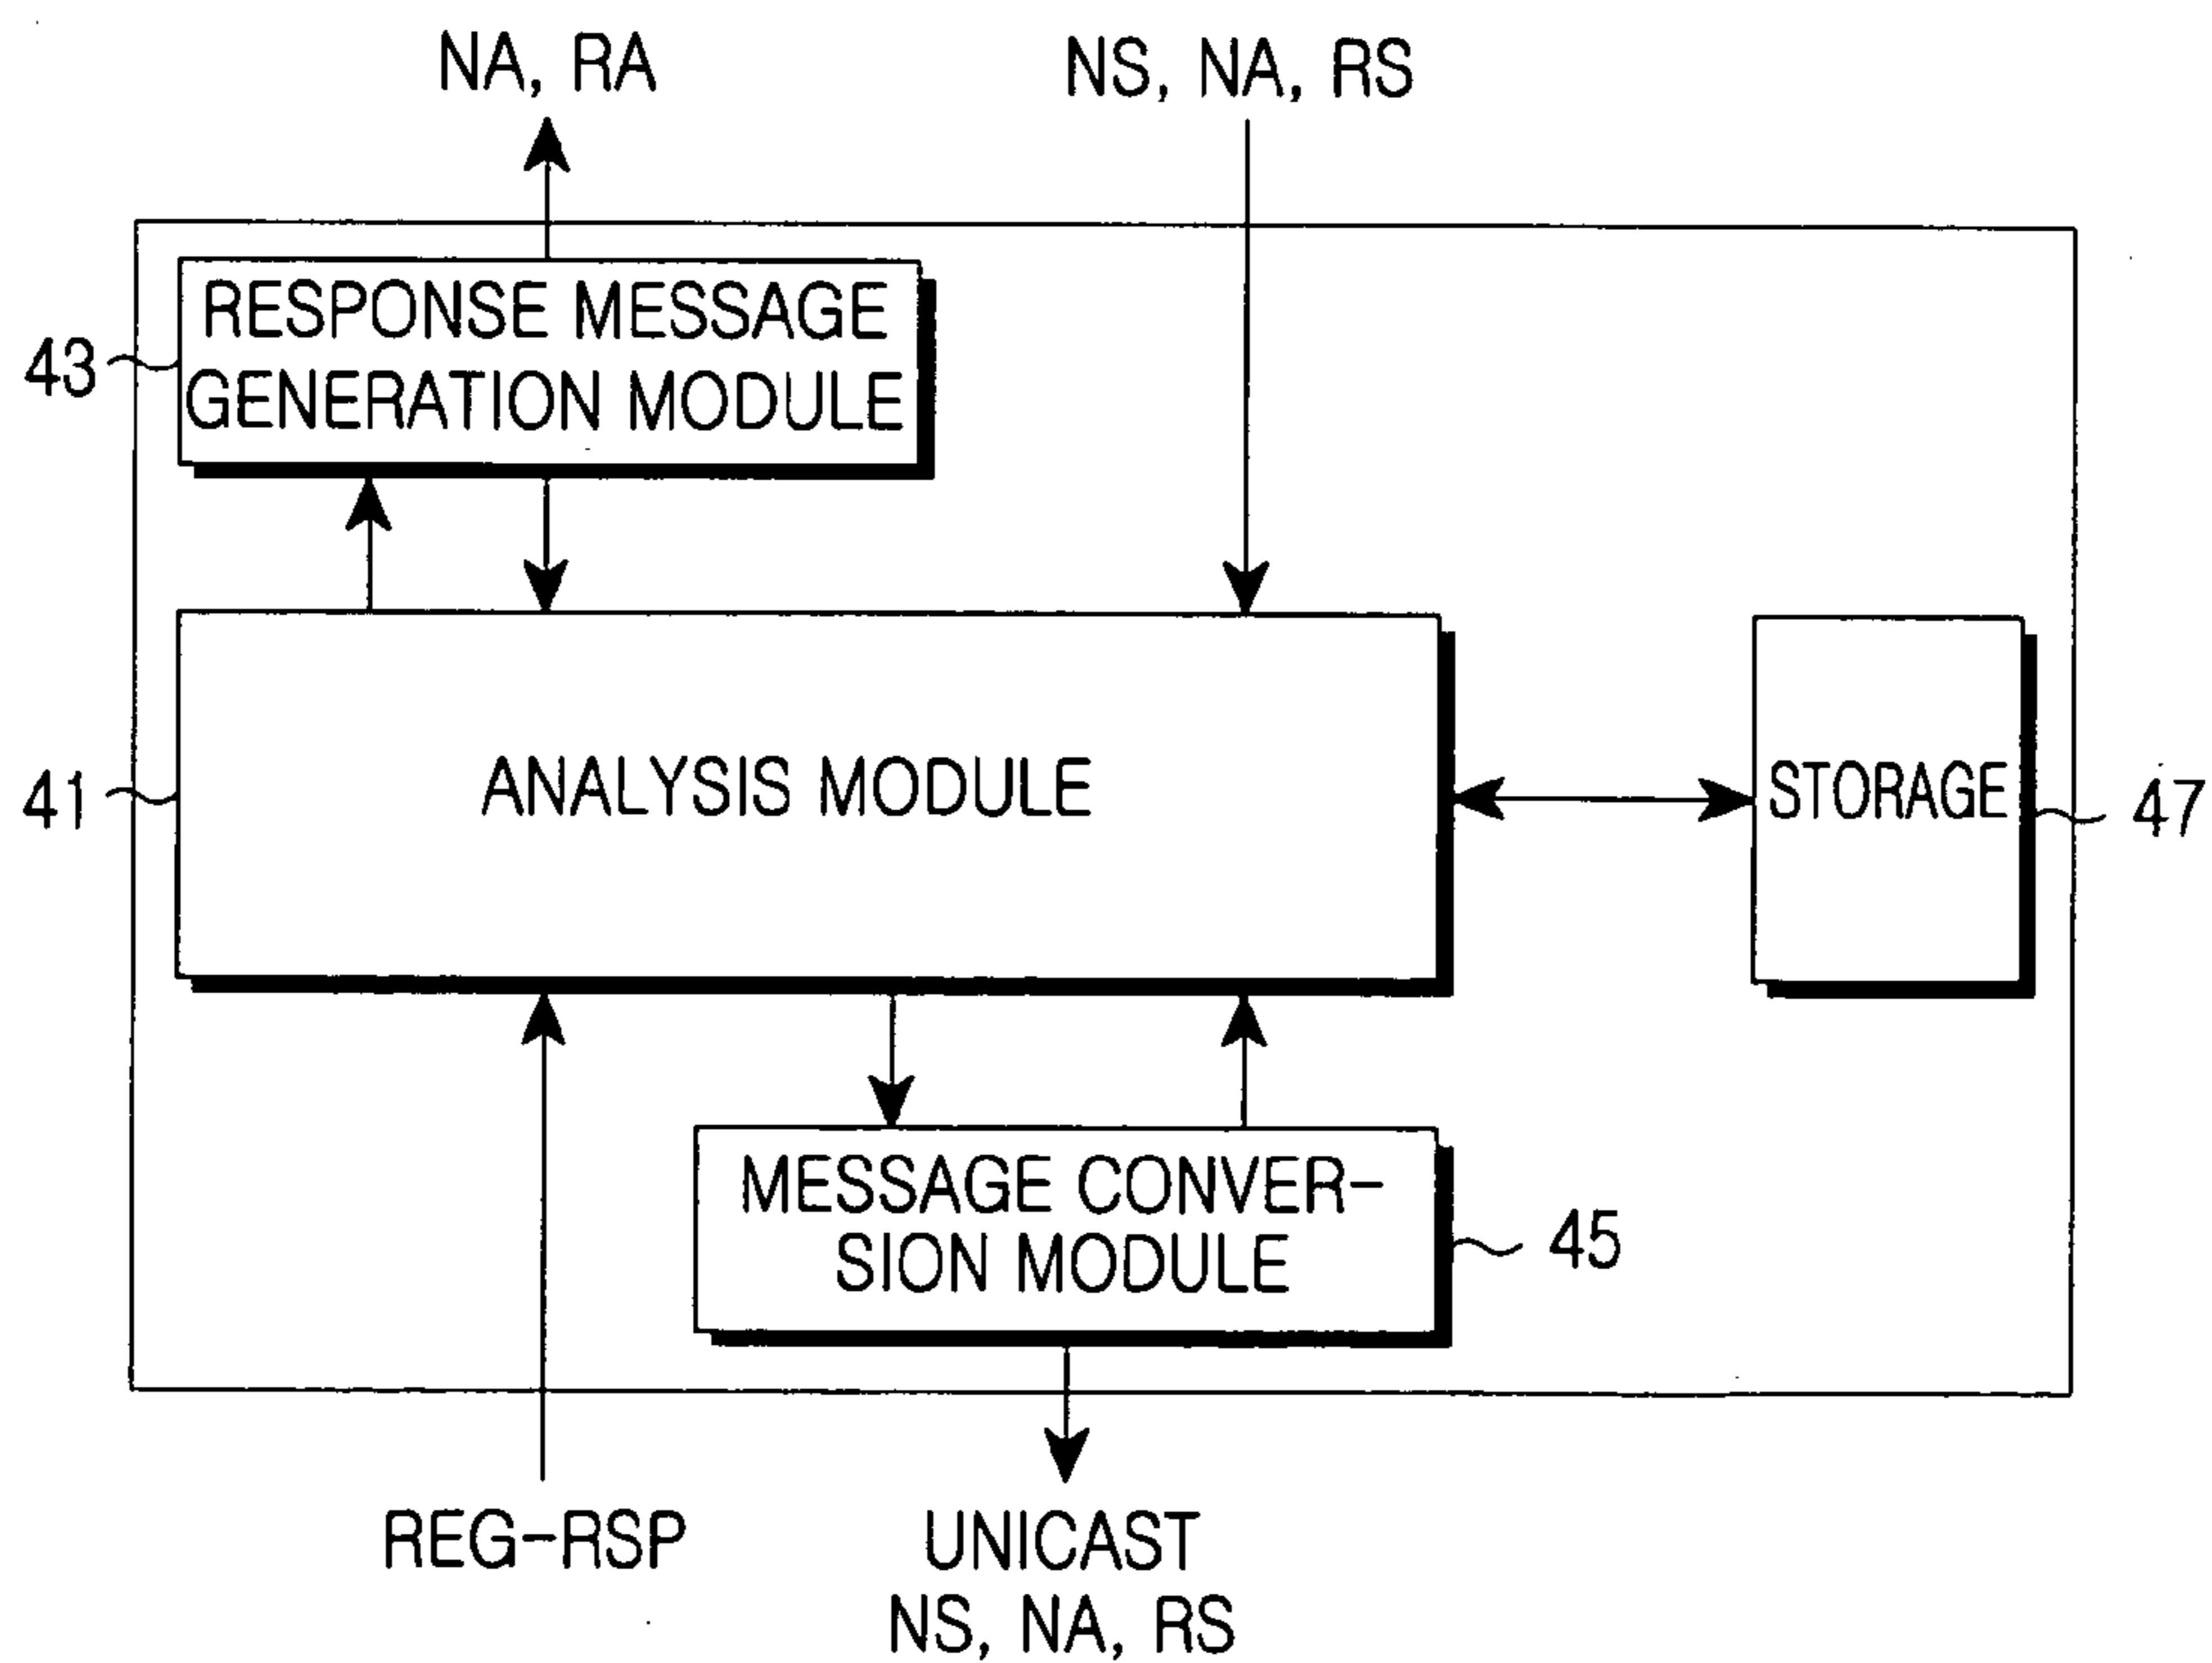 NA, RA
NS, NA, RS
RESPONSE MESSAGE
GENERATION MODULE
43
ANALYSIS MODULE
41
STORAGE
47
MESSAGE CONVER-
SION MODULE
45
REG-RSP
UNICAST
NS, NA, RS